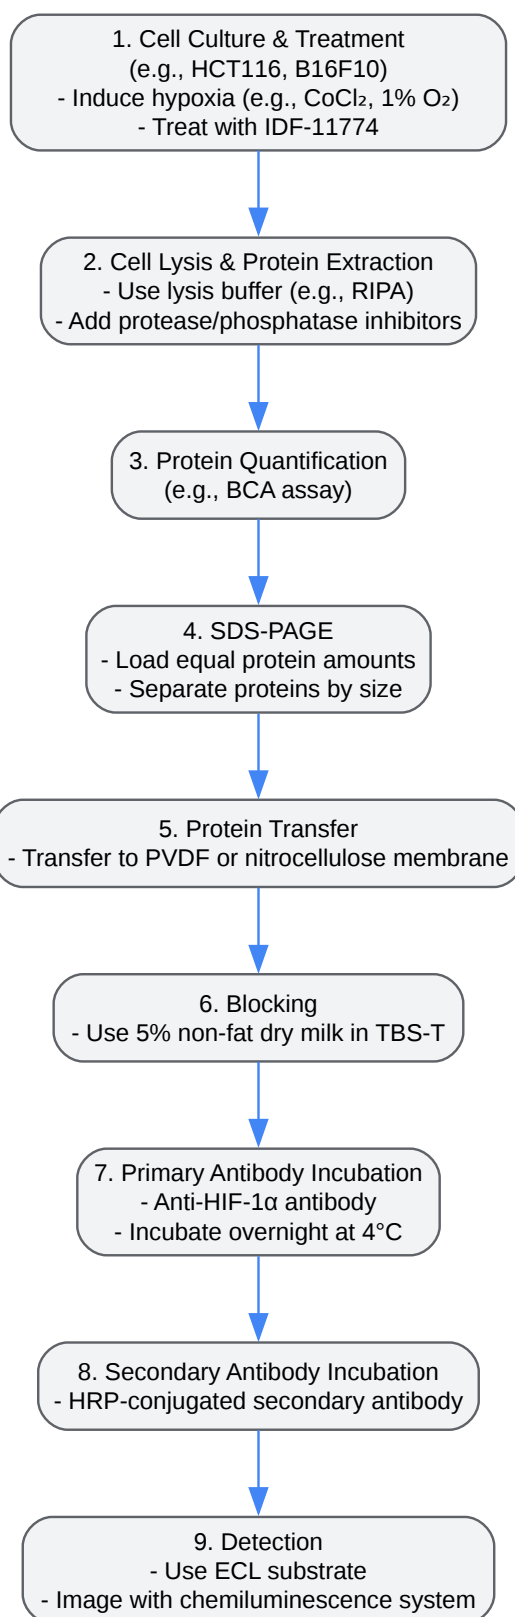 1. Cell Culture & Treatment
(e.g., HCT116, B16F10)
- Induce hypoxia (e.g., CoCl₂, 1% O₂)
- Treat with IDF-11774
2. Cell Lysis & Protein Extraction
- Use lysis buffer (e.g., RIPA)
- Add protease/phosphatase inhibitors
3. Protein Quantification
(e.g., BCA assay)
4. SDS-PAGE
- Load equal protein amounts
- Separate proteins by size
5. Protein Transfer
- Transfer to PVDF or nitrocellulose membrane
6. Blocking
- Use 5% non-fat dry milk in TBS-T
7. Primary Antibody Incubation
- Anti-HIF-1α antibody
- Incubate overnight at 4°C
8. Secondary Antibody Incubation
- HRP-conjugated secondary antibody
9. Detection
- Use ECL substrate
- Image with chemiluminescence system